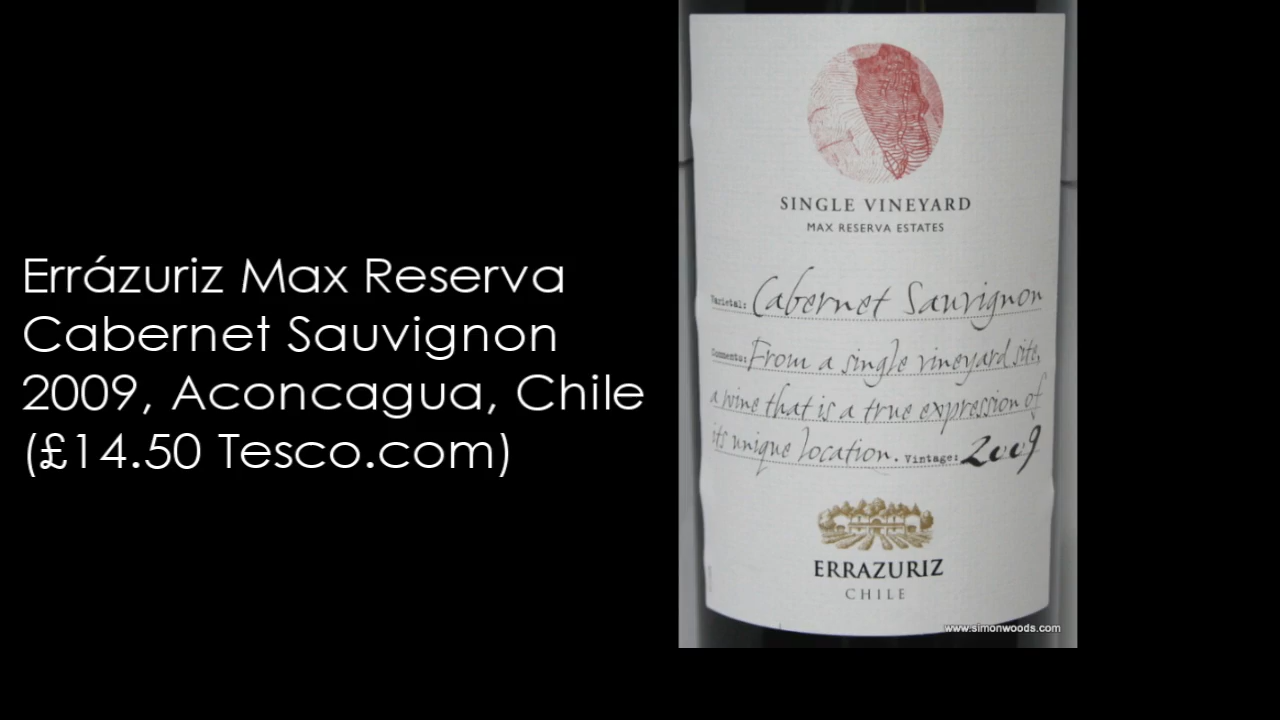 Errázuriz Max Reserva
Cabernet Sauvignon
2009, Aconcagua, Chile
(£14.50 Tesco.com)
SINGLE VINEYARD
MAX RESERVA ESTATES
Varietal: Cabernet Sauvignon
Comments: From a single vineyard site,
a wine that is a true expression of
its unique location. Vintage: 2009
ERRAZURIZ
CHILE
www.simonwoods.com